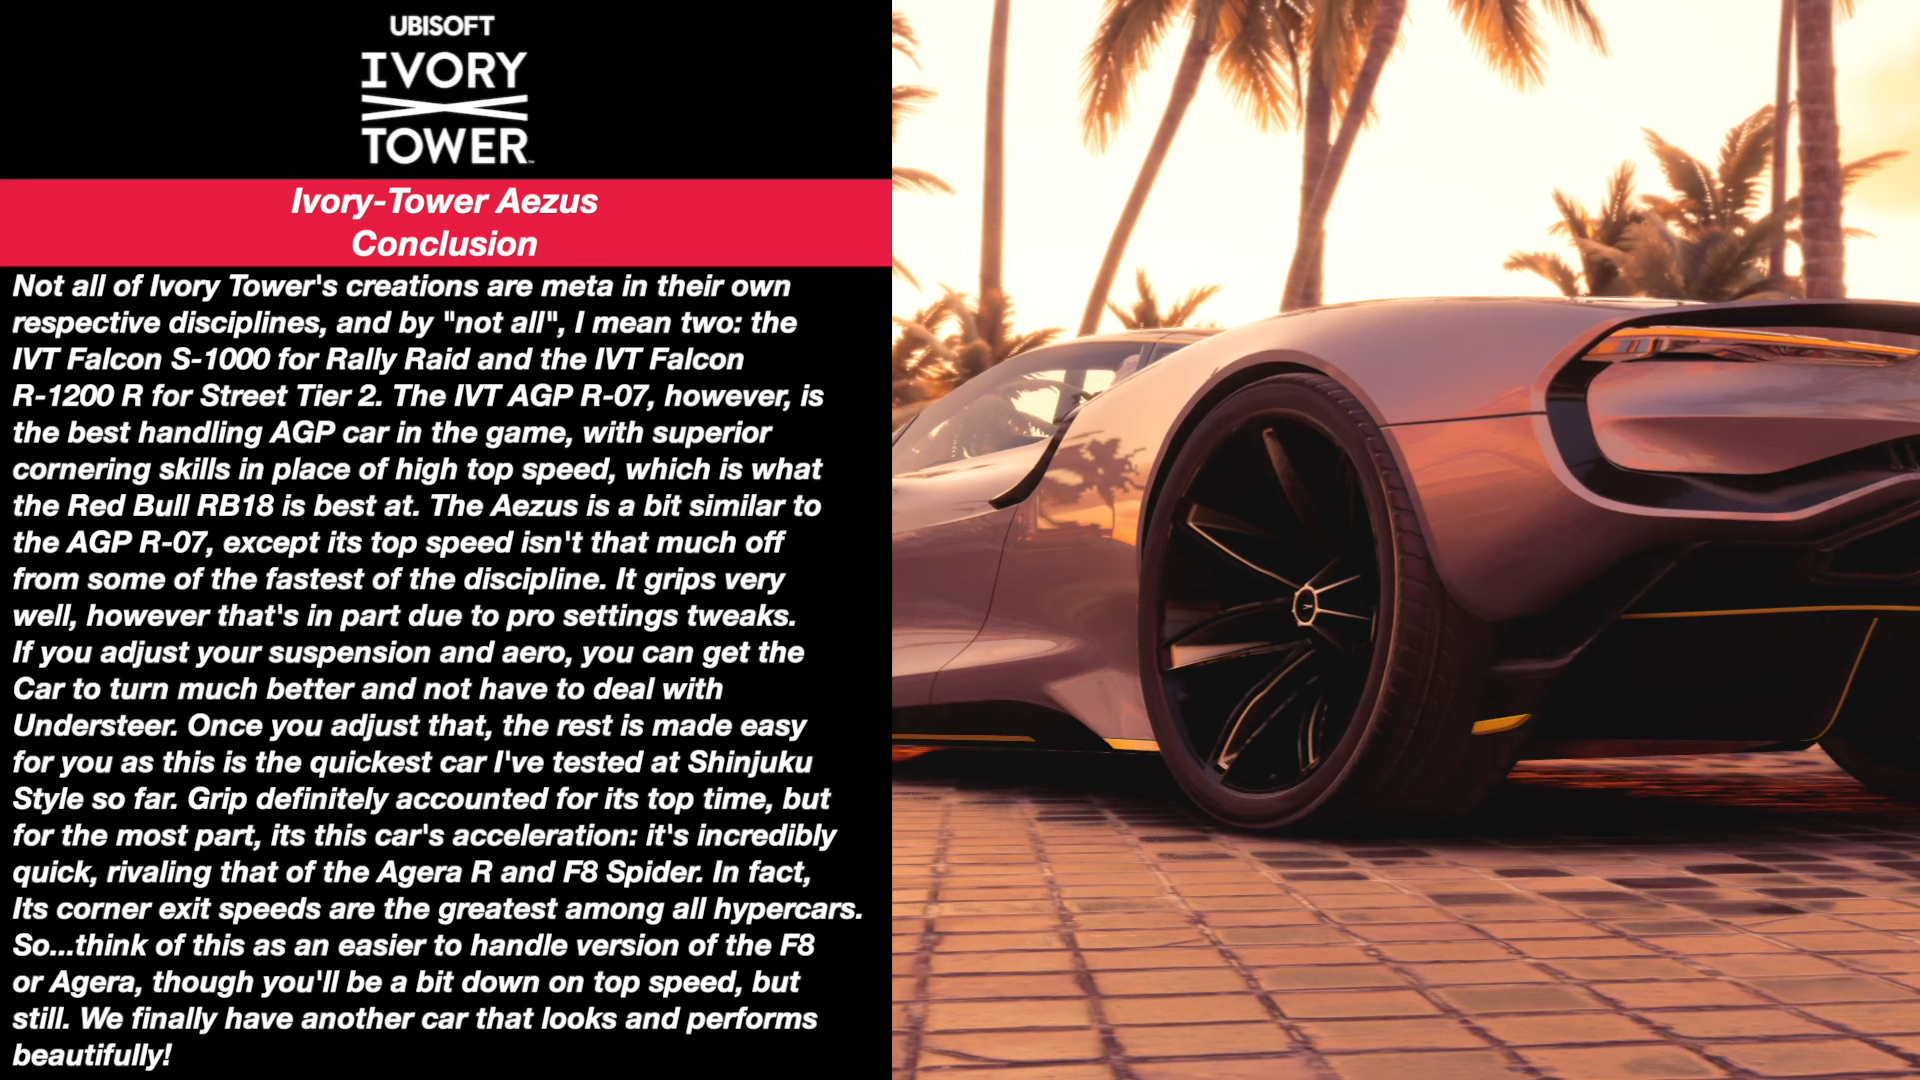 UBISOFT
IVORY
TOWER™
Ivory-Tower Aezus
Conclusion
Not all of Ivory Tower's creations are meta in their own
respective disciplines, and by "not all", I mean two: the
IVT Falcon S-1000 for Rally Raid and the IVT Falcon
R-1200 R for Street Tier 2. The IVT AGP R-07, however, is
the best handling AGP car in the game, with superior
cornering skills in place of high top speed, which is what
the Red Bull RB18 is best at. The Aezus is a bit similar to
the AGP R-07, except its top speed isn't that much off
from some of the fastest of the discipline. It grips very
well, however that's in part due to pro settings tweaks.
If you adjust your suspension and aero, you can get the
Car to turn much better and not have to deal with
Understeer. Once you adjust that, the rest is made easy
for you as this is the quickest car I've tested at Shinjuku
Style so far. Grip definitely accounted for its top time, but
for the most part, its this car's acceleration: it's incredibly
quick, rivaling that of the Agera R and F8 Spider. In fact,
Its corner exit speeds are the greatest among all hypercars.
So...think of this as an easier to handle version of the F8
or Agera, though you'll be a bit down on top speed, but
still. We finally have another car that looks and performs
beautifully!